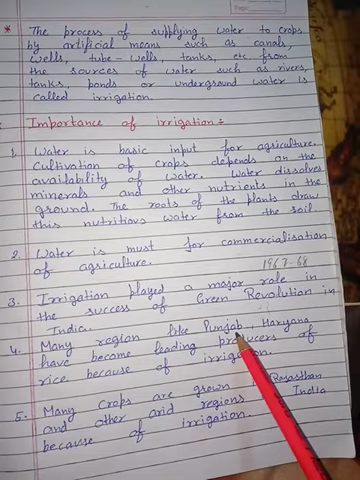 * The process of supplying water to crops
by artificial means such as canals,
wells, tube-wells, tanks, etc from
the sources of water such as rivers,
tanks, ponds or underground water is
called irrigation.
Importance of irrigation :-
1. Water is basic input for agriculture.
Cultivation of crops depends on the
availability of water. Water dissolves
minerals and other nutrients in the
ground. The roots of the plants draw
this nutritious water from the soil
2. Water is must for commercialisation
of agriculture.
1967-68
3. Irrigation played a major role in
the success of Green Revolution in
India.
4. Many region like Punjab, Haryana
have become leading producers of
rice because of irrigation.
5. Many crops are grown Rajasthan
and other arid regions India
because of irrigation.